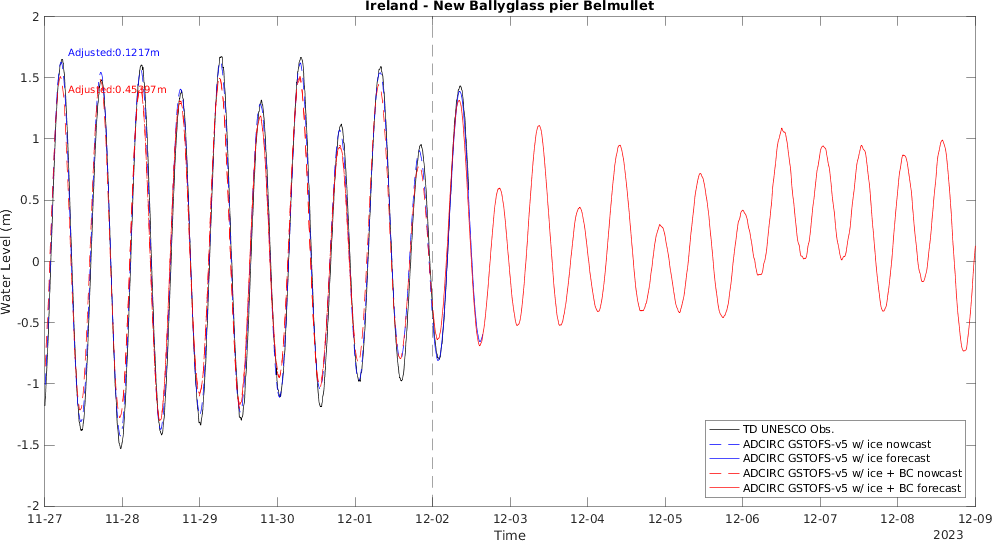 Ireland - New Ballyglass pier Belmullet
Water Level (m)
2
1.5
1
0.5
0
-0.5
-1
-1.5
-2
Adjusted:0.1217m
Adjusted:0.45397m
TD UNESCO Obs.
ADCIRC GSTOFS-v5 w/ ice nowcast
ADCIRC GSTOFS-v5 w/ ice forecast
ADCIRC GSTOFS-v5 w/ ice + BC nowcast
ADCIRC GSTOFS-v5 w/ ice + BC forecast
11-27 11-28 11-29 11-30 12-01 12-02 12-03 12-04 12-05 12-06 12-07 12-08 12-09
Time
2023